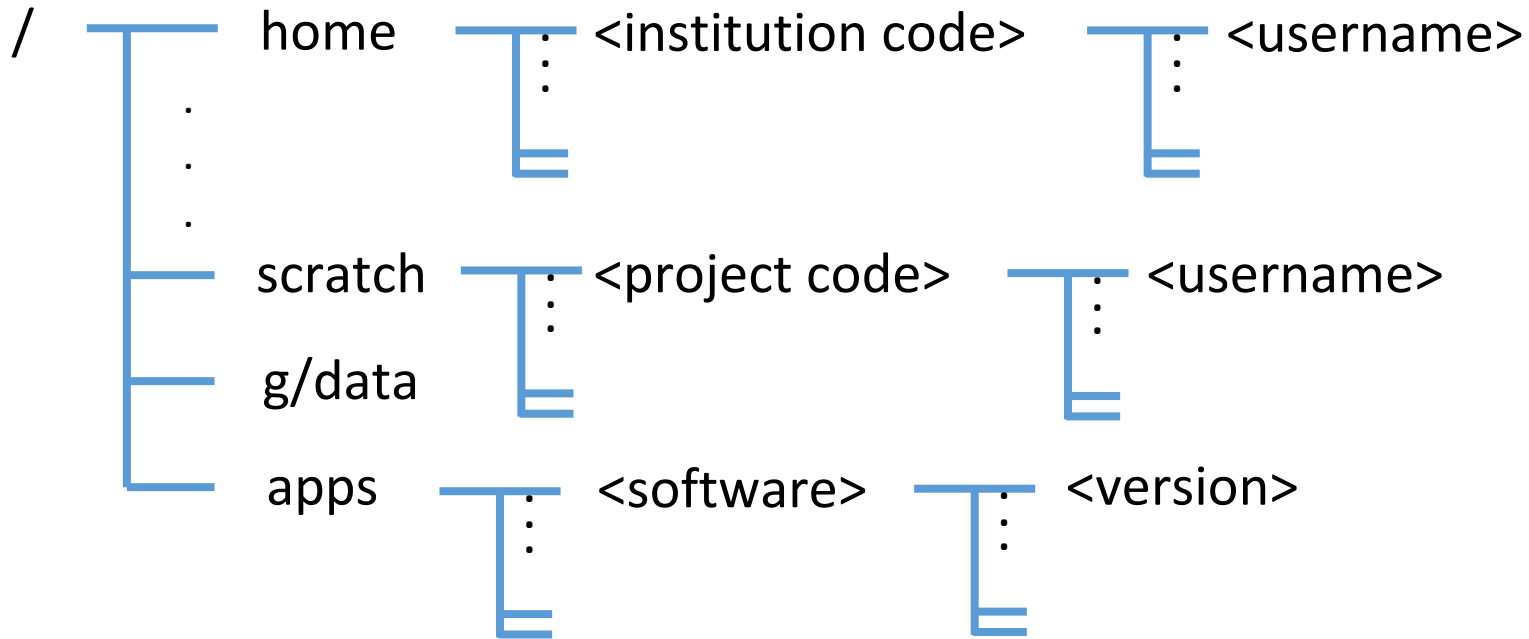 / home <institution code> <username>
scratch <project code> <username>
g/data
apps <software> <version>